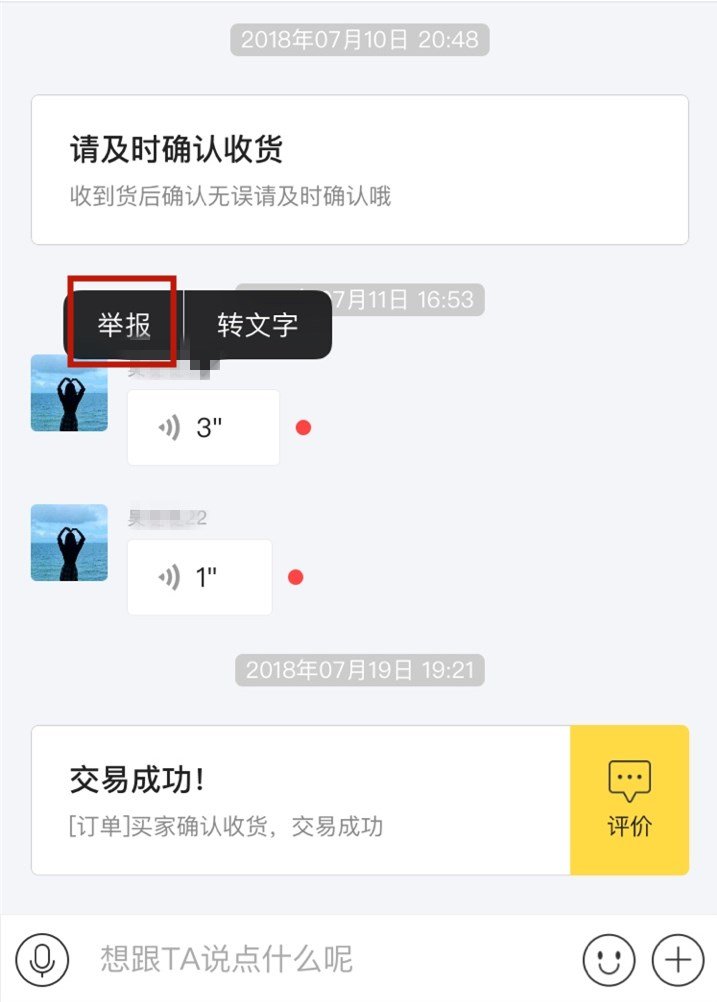 2018年07月10日 20:48
请及时确认收货
收到货后确认无误请及时确认哦
07月11日 16:53
举报
转文字
3"
22
1"
2018年07月19日 19:21
交易成功！
[订单]买家确认收货，交易成功
评价
想跟TA说点什么呢